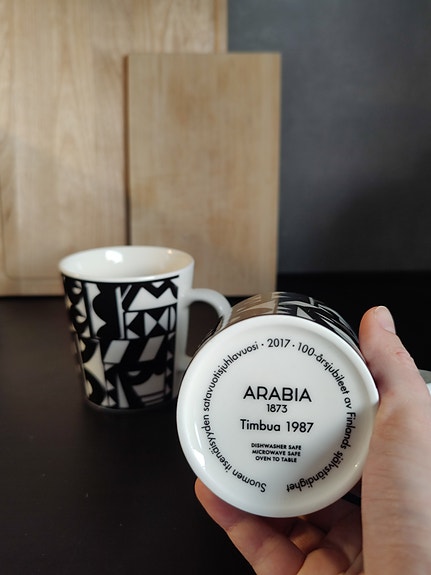 Suomen itsenäisyyden satavuotisjuhlavuosi · 2017 · 100-årsjubileet av Finlands självständighet
ARABIA
1873
Timbua 1987
DISHWASHER SAFE
MICROWAVE SAFE
OVEN TO TABLE